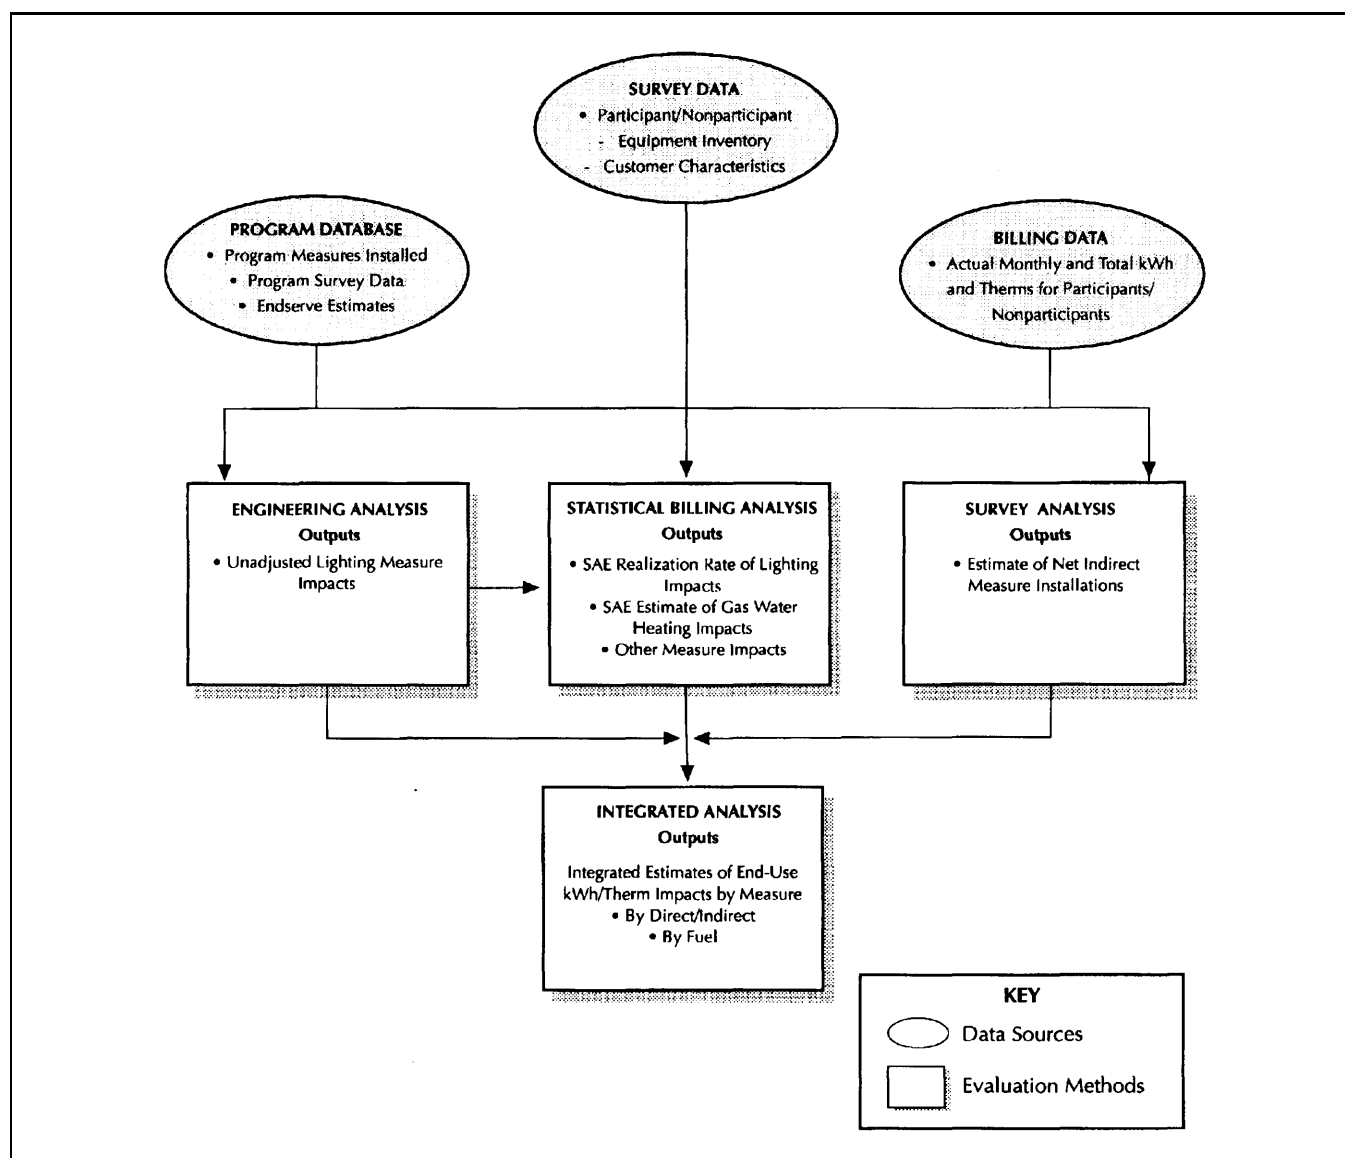 SURVEY DATA
• Participant/Nonparticipant
- Equipment Inventory
- Customer Characteristics
PROGRAM DATABASE
• Program Measures Installed
• Program Survey Data
• Endserve Estimates
BILLING DATA
• Actual Monthly and Total kWh
and Therms for Participants/
Nonparticipants
ENGINEERING ANALYSIS
Outputs
• Unadjusted Lighting Measure
Impacts
STATISTICAL BILLING ANALYSIS
Outputs
• SAE Realization Rate of Lighting
Impacts
• SAE Estimate of Gas Water
Heating Impacts
• Other Measure Impacts
SURVEY ANALYSIS
Outputs
• Estimate of Net Indirect
Measure Installations
INTEGRATED ANALYSIS
Outputs
Integrated Estimates of End-Use
kWh/Therm Impacts by Measure
• By Direct/Indirect
• By Fuel
KEY
Data Sources
Evaluation Methods